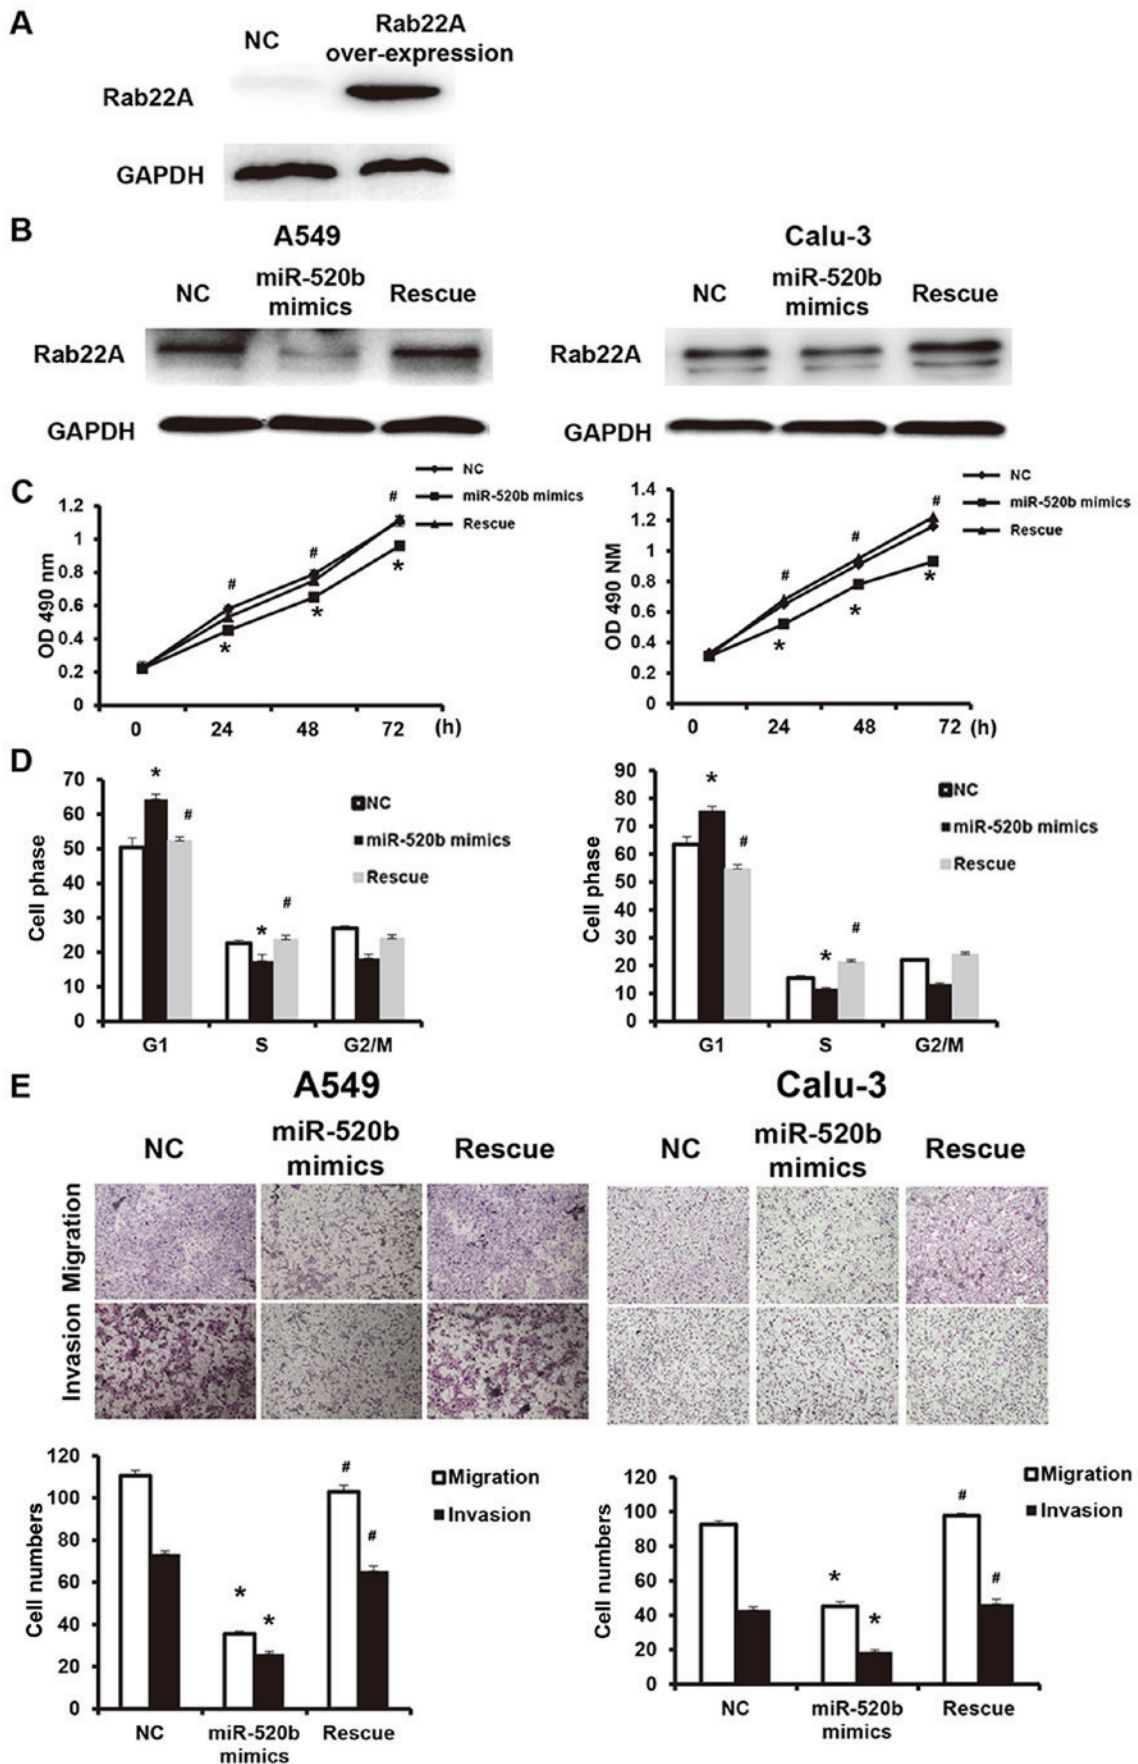 A
NC
Rab22A
over-expression
Rab22A
GAPDH
B
A549
Calu-3
NC
miR-520b
mimics
Rescue
NC
miR-520b
mimics
Rescue
Rab22A
Rab22A
GAPDH
GAPDH
C
OD 490 nm
1.2
1
0.8
0.6
0.4
0.2
0
0 24 48 72 (h)
# # #
* * *
NC
miR-520b mimics
Rescue
OD 490 NM
1.4
1.2
1
0.8
0.6
0.4
0.2
0
0 24 48 72 (h)
# # #
* * *
NC
miR-520b mimics
Rescue
D
Cell phase
70
60
50
40
30
20
10
0
G1 S G2/M
* # * #
NC
miR-520b mimics
Rescue
Cell phase
90
80
70
60
50
40
30
20
10
0
G1 S G2/M
* # * #
NC
miR-520b mimics
Rescue
E
A549
Calu-3
NC
miR-520b
mimics
Rescue
NC
miR-520b
mimics
Rescue
Migration
Invasion
Cell numbers
120
100
80
60
40
20
0
NC
miR-520b
mimics
Rescue
* * # #
Migration
Invasion
Cell numbers
120
100
80
60
40
20
0
NC
miR-520b
mimics
Rescue
* * # #
Migration
Invasion